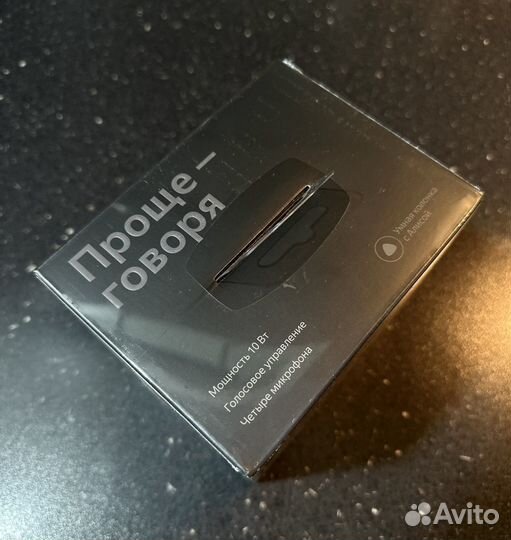 Проще —
говоря
Мощность 10 Вт
Голосовое управление
Четыре микрофона
Умная колонка
с Алисой
Avito